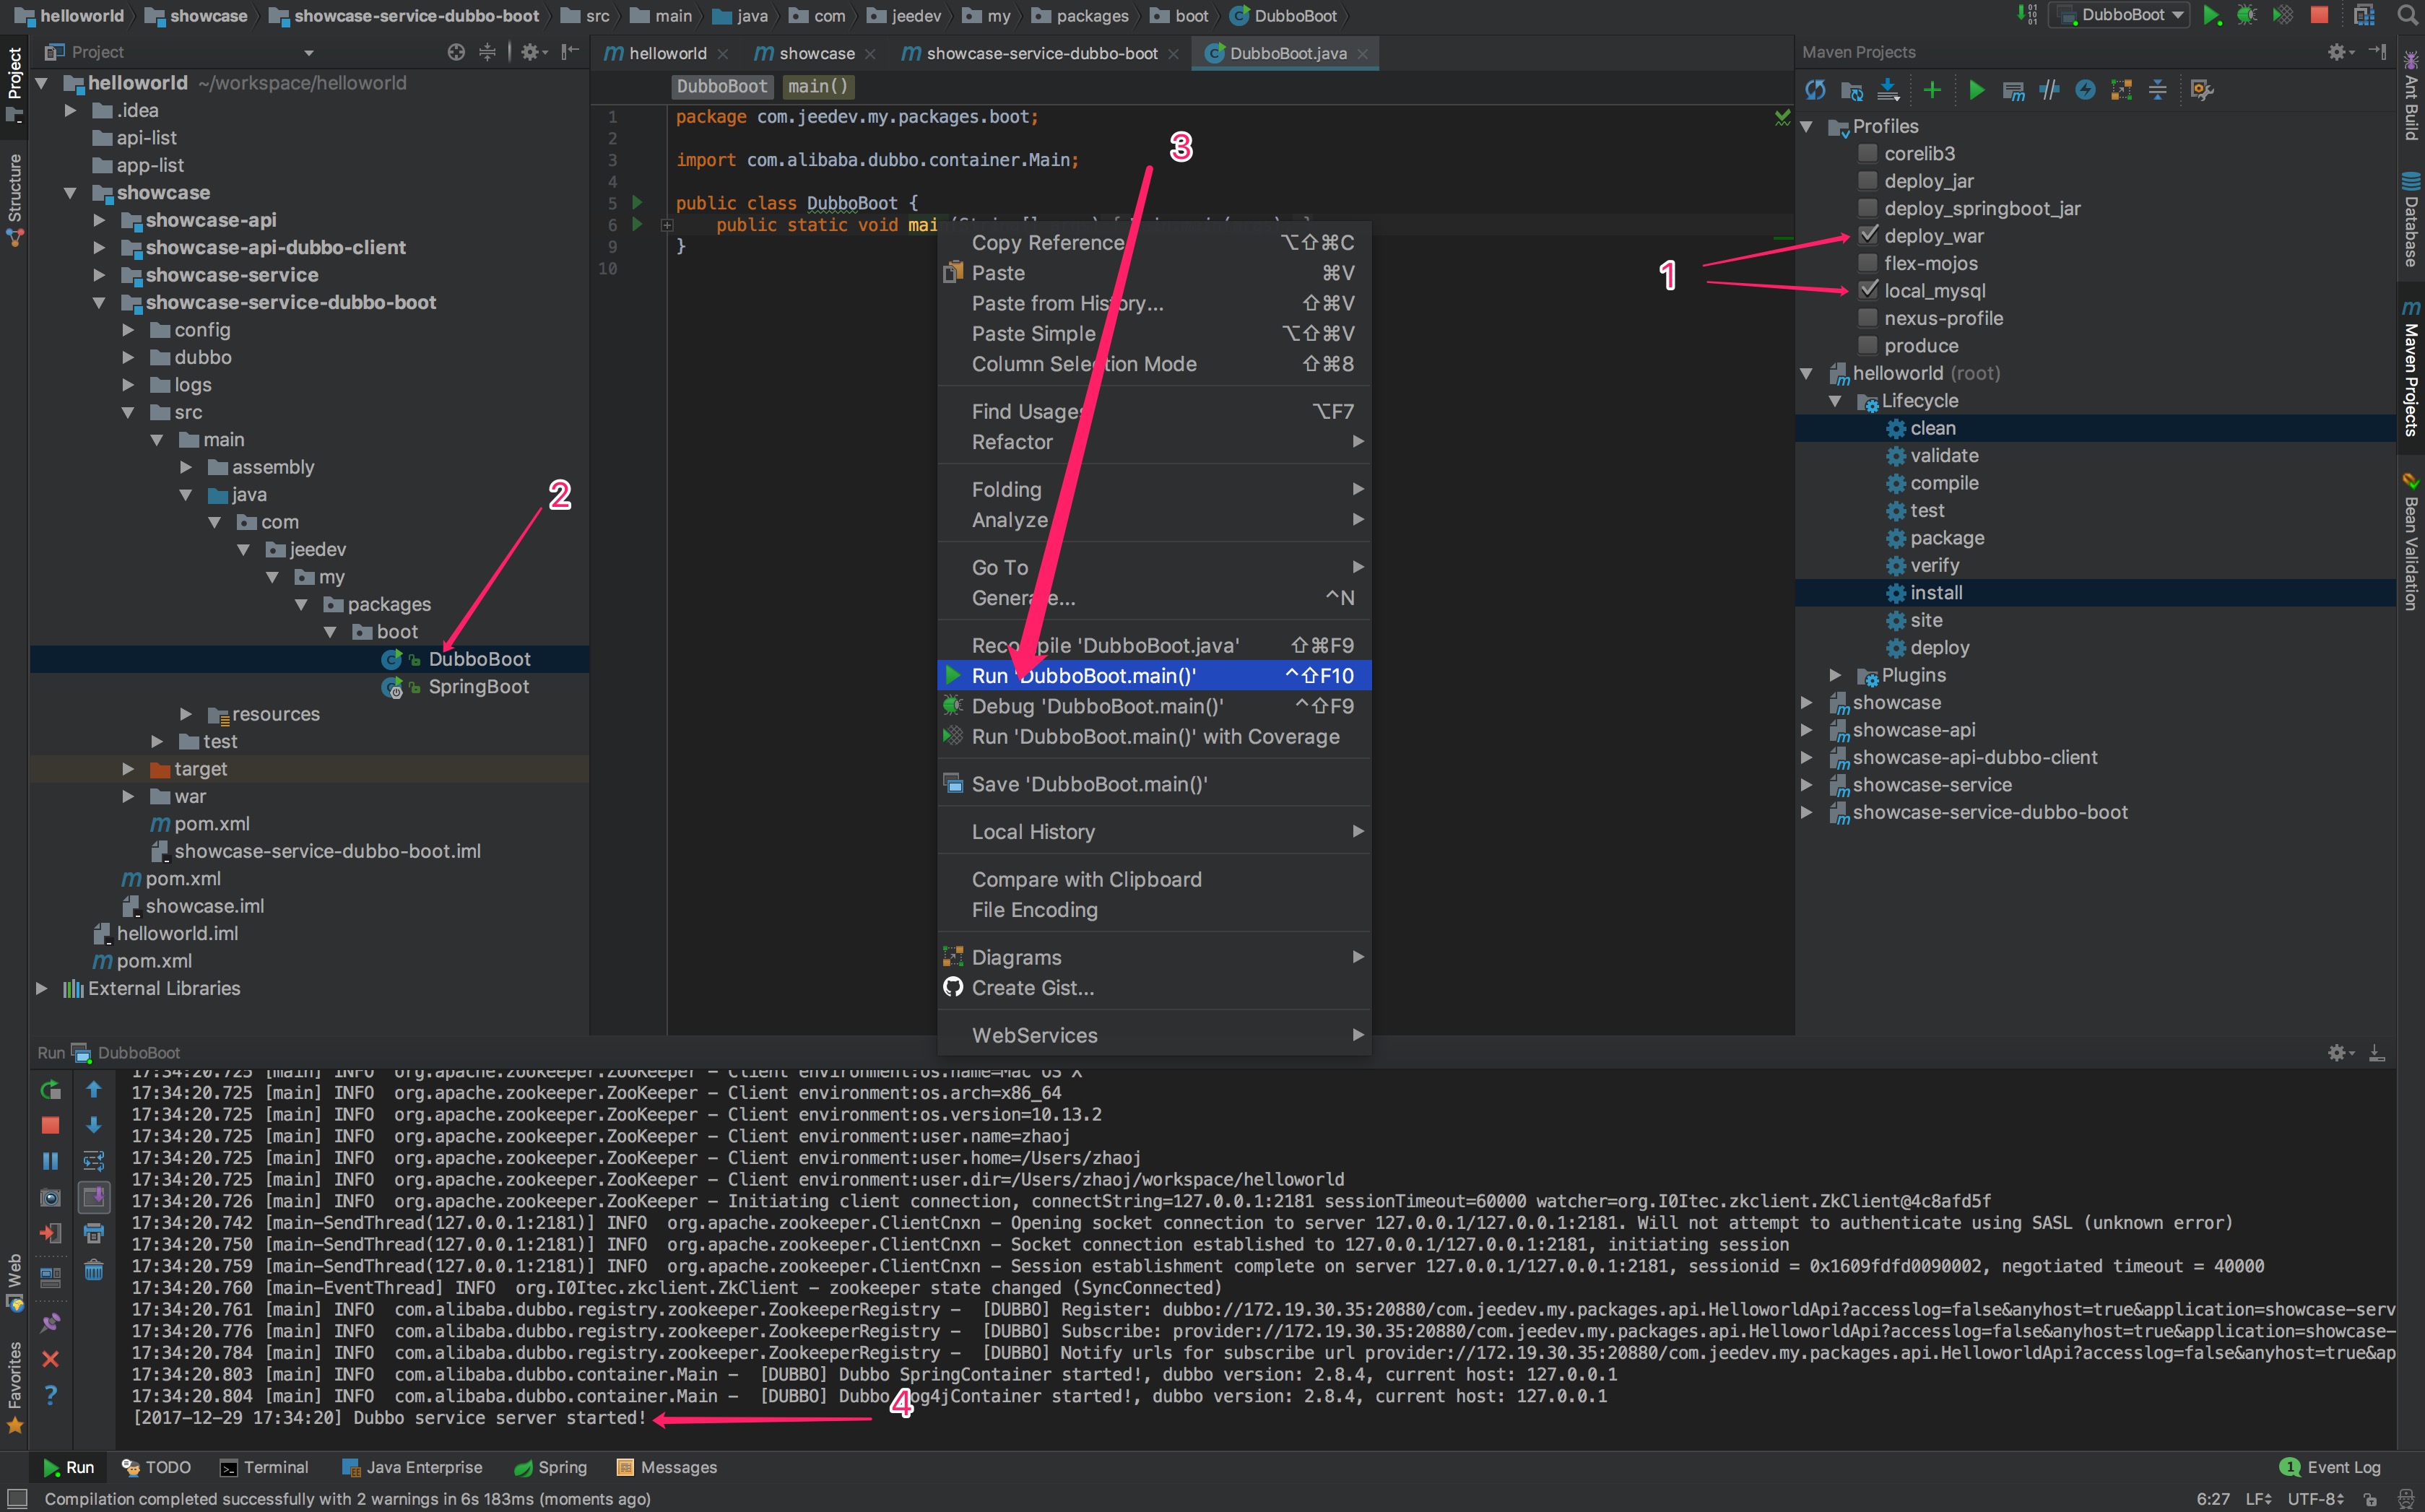 helloworld showcase showcase-service-dubbo-boot src main java com jeedev my packages boot DubboBoot
DubboBoot
Project
helloworld showcase showcase-service-dubbo-boot DubboBoot.java
Maven Projects
Project
Structure
helloworld ~/workspace/helloworld
.idea
api-list
app-list
showcase
showcase-api
showcase-api-dubbo-client
showcase-service
showcase-service-dubbo-boot
config
dubbo
logs
src
main
assembly
java
com
jeedev
my
packages
boot
DubboBoot
SpringBoot
resources
test
target
war
pom.xml
showcase-service-dubbo-boot.iml
pom.xml
showcase.iml
helloworld.iml
pom.xml
External Libraries
2
DubboBoot main()
1 package com.jeedev.my.packages.boot;
2
3 import com.alibaba.dubbo.container.Main;
4
5 public class DubboBoot {
6 public static void mai
9 }
10
3
Copy Reference ⌥⇧⌘C
Paste ⌘V
Paste from History... ⇧⌘V
Paste Simple ⌥⇧⌘V
Column Selection Mode ⇧⌘8
Find Usages ⌥F7
Refactor
Folding
Analyze
Go To
Generate... ^N
Recompile 'DubboBoot.java' ⇧⌘F9
Run 'DubboBoot.main()' ^⇧F10
Debug 'DubboBoot.main()' ^⇧F9
Run 'DubboBoot.main()' with Coverage
Save 'DubboBoot.main()'
Local History
Compare with Clipboard
File Encoding
Diagrams
Create Gist...
WebServices
Profiles
corelib3
deploy_jar
deploy_springboot_jar
deploy_war
flex-mojos
local_mysql
nexus-profile
produce
1
helloworld (root)
Lifecycle
clean
validate
compile
test
package
verify
install
site
deploy
Plugins
showcase
showcase-api
showcase-api-dubbo-client
showcase-service
showcase-service-dubbo-boot
Ant Build
Database
Maven Projects
Bean Validation
Run DubboBoot
17:34:20.725 [main] INFO org.apache.zookeeper.ZooKeeper - Client environment:os.name=Mac OS X
17:34:20.725 [main] INFO org.apache.zookeeper.ZooKeeper - Client environment:os.arch=x86_64
17:34:20.725 [main] INFO org.apache.zookeeper.ZooKeeper - Client environment:os.version=10.13.2
17:34:20.725 [main] INFO org.apache.zookeeper.ZooKeeper - Client environment:user.name=zhaoj
17:34:20.725 [main] INFO org.apache.zookeeper.ZooKeeper - Client environment:user.home=/Users/zhaoj
17:34:20.725 [main] INFO org.apache.zookeeper.ZooKeeper - Client environment:user.dir=/Users/zhaoj/workspace/helloworld
17:34:20.726 [main] INFO org.apache.zookeeper.ZooKeeper - Initiating client connection, connectString=127.0.0.1:2181 sessionTimeout=60000 watcher=org.I0Itec.zkclient.ZkClient@4c8afd5f
17:34:20.742 [main-SendThread(127.0.0.1:2181)] INFO org.apache.zookeeper.ClientCnxn - Opening socket connection to server 127.0.0.1/127.0.0.1:2181. Will not attempt to authenticate using SASL (unknown error)
17:34:20.750 [main-SendThread(127.0.0.1:2181)] INFO org.apache.zookeeper.ClientCnxn - Socket connection established to 127.0.0.1/127.0.0.1:2181, initiating session
17:34:20.759 [main-SendThread(127.0.0.1:2181)] INFO org.apache.zookeeper.ClientCnxn - Session establishment complete on server 127.0.0.1/127.0.0.1:2181, sessionid = 0x1609fdfd0090002, negotiated timeout = 40000
17:34:20.760 [main-EventThread] INFO org.I0Itec.zkclient.ZkClient - zookeeper state changed (SyncConnected)
17:34:20.761 [main] INFO com.alibaba.dubbo.registry.zookeeper.ZookeeperRegistry - [DUBBO] Register: dubbo://172.19.30.35:20880/com.jeedev.my.packages.api.HelloworldApi?accesslog=false&anyhost=true&application=showcase-serv
17:34:20.776 [main] INFO com.alibaba.dubbo.registry.zookeeper.ZookeeperRegistry - [DUBBO] Subscribe: provider://172.19.30.35:20880/com.jeedev.my.packages.api.HelloworldApi?accesslog=false&anyhost=true&application=showcase-
17:34:20.784 [main] INFO com.alibaba.dubbo.registry.zookeeper.ZookeeperRegistry - [DUBBO] Notify urls for subscribe url provider://172.19.30.35:20880/com.jeedev.my.packages.api.HelloworldApi?accesslog=false&anyhost=true&ap
17:34:20.803 [main] INFO com.alibaba.dubbo.container.Main - [DUBBO] Dubbo SpringContainer started!, dubbo version: 2.8.4, current host: 127.0.0.1
17:34:20.804 [main] INFO com.alibaba.dubbo.container.Main - [DUBBO] Dubbo Log4jContainer started!, dubbo version: 2.8.4, current host: 127.0.0.1
[2017-12-29 17:34:20] Dubbo service server started!
4
Web
Favorites
Run TODO Terminal Java Enterprise Spring Messages 1 Event Log
Compilation completed successfully with 2 warnings in 6s 183ms (moments ago) 6:27 LF UTF-8